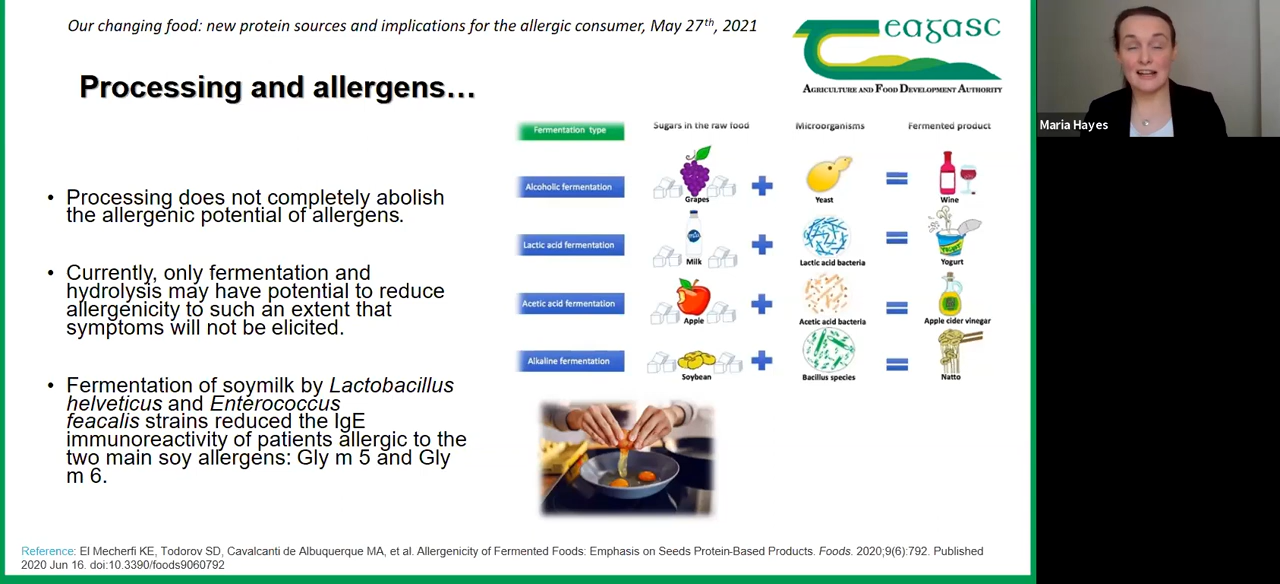 Our changing food: new protein sources and implications for the allergic consumer, May 27th, 2021
eagasc
AGRICULTURE AND FOOD DEVELOPMENT AUTHORITY
Maria Hayes
Processing and allergens…
• Processing does not completely abolish
the allergenic potential of allergens.
• Currently, only fermentation and
hydrolysis may have potential to reduce
allergenicity to such an extent that
symptoms will not be elicited.
• Fermentation of soymilk by Lactobacillus
helveticus and Enterococcus
feacalis strains reduced the IgE
immunoreactivity of patients allergic to the
two main soy allergens: Gly m 5 and Gly
m 6.
Fermentation type Sugars in the raw food Microorganisms Fermented product
Alcoholic fermentation Grapes Yeast Wine
Lactic acid fermentation Milk Lactic acid bacteria Yogurt
Acetic acid fermentation Apple Acetic acid bacteria Apple cider vinegar
Alkaline fermentation Soybean Bacillus species Natto
Reference: El Mecherfi KE, Todorov SD, Cavalcanti de Albuquerque MA, et al. Allergenicity of Fermented Foods: Emphasis on Seeds Protein-Based Products. Foods. 2020;9(6):792. Published
2020 Jun 16. doi:10.3390/foods9060792